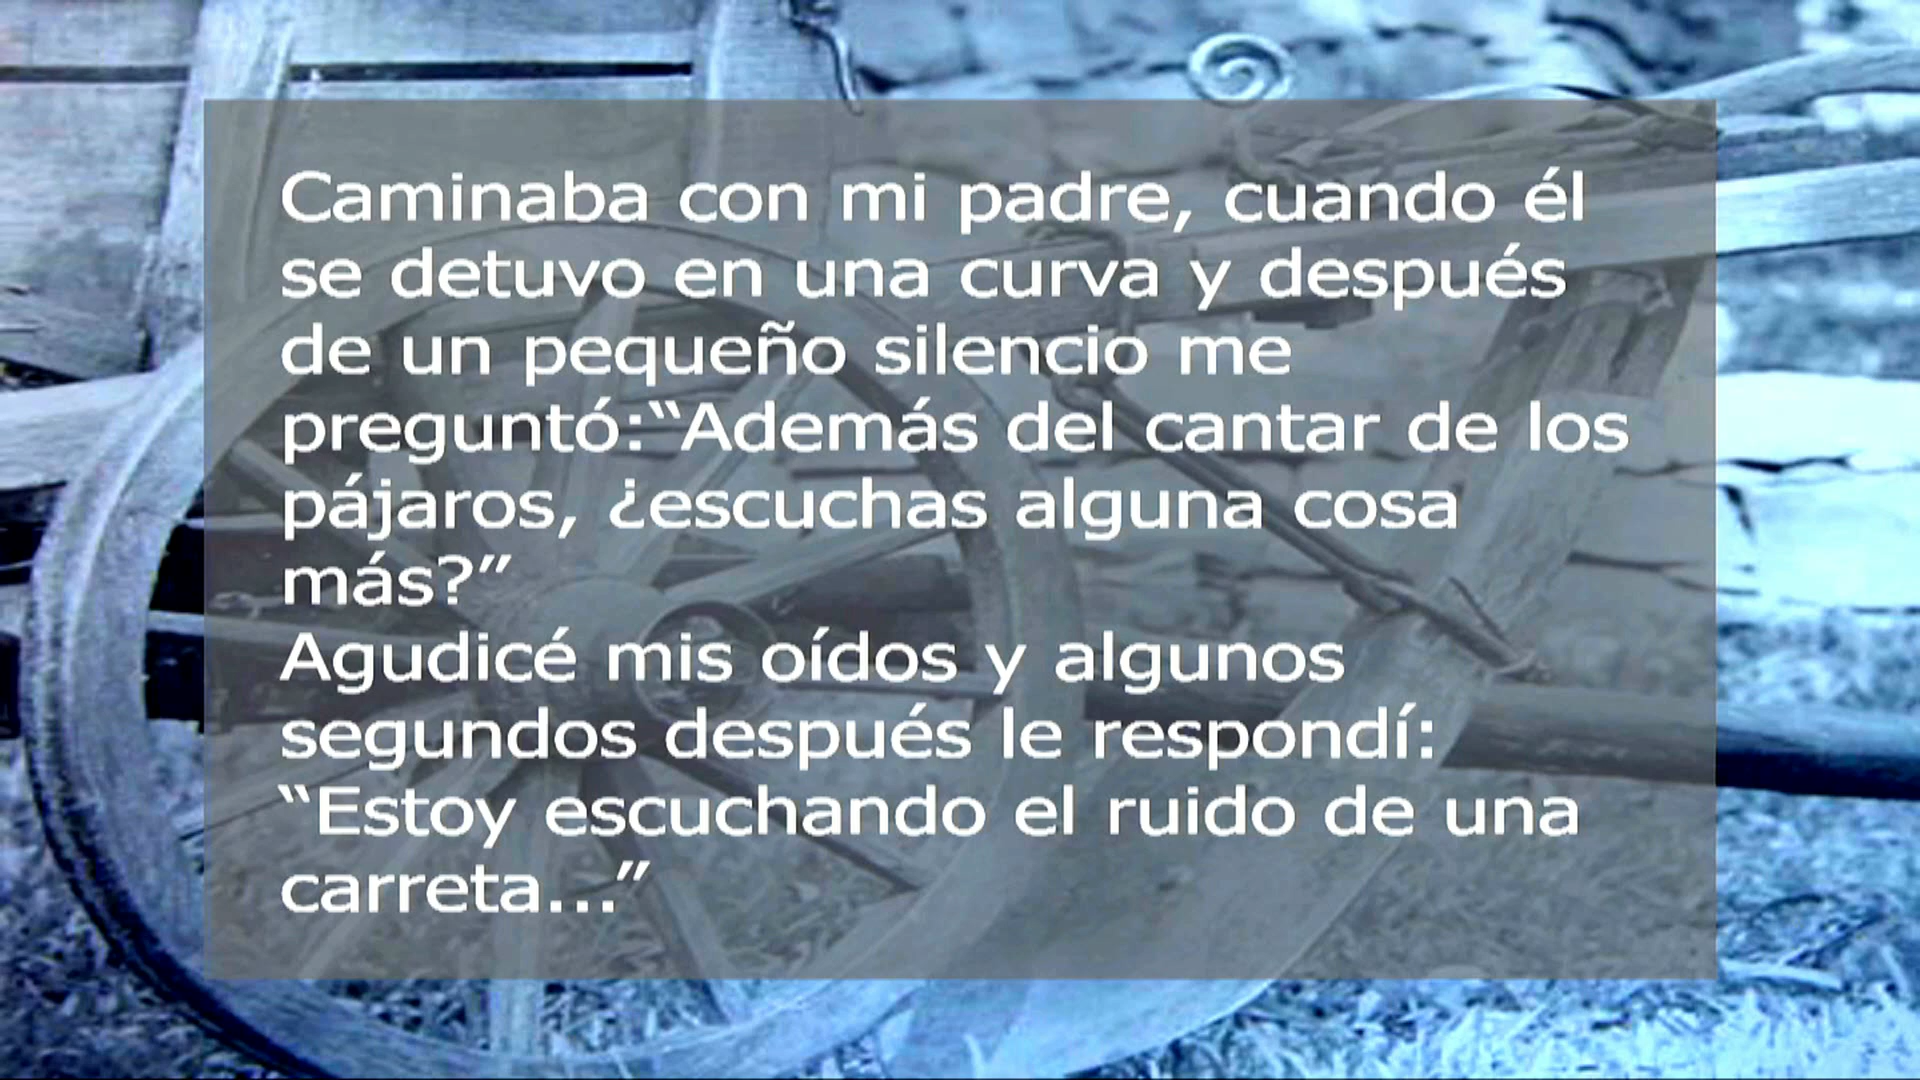 Caminaba con mi padre, cuando él
se detuvo en una curva y después
de un pequeño silencio me
preguntó:“Además del cantar de los
pájaros, ¿escuchas alguna cosa
más?”
Agudicé mis oídos y algunos
segundos después le respondí:
“Estoy escuchando el ruido de una
carreta...”